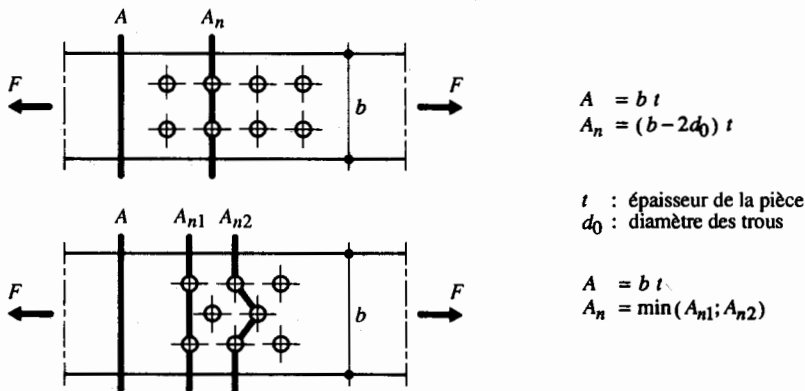 A A_n
F F
b
A = b t
A_n = (b – 2d_0) t
t : épaisseur de la pièce
d_0 : diamètre des trous
A A_n1 A_n2
F F
b
A = b t
A_n = min(A_n1; A_n2)